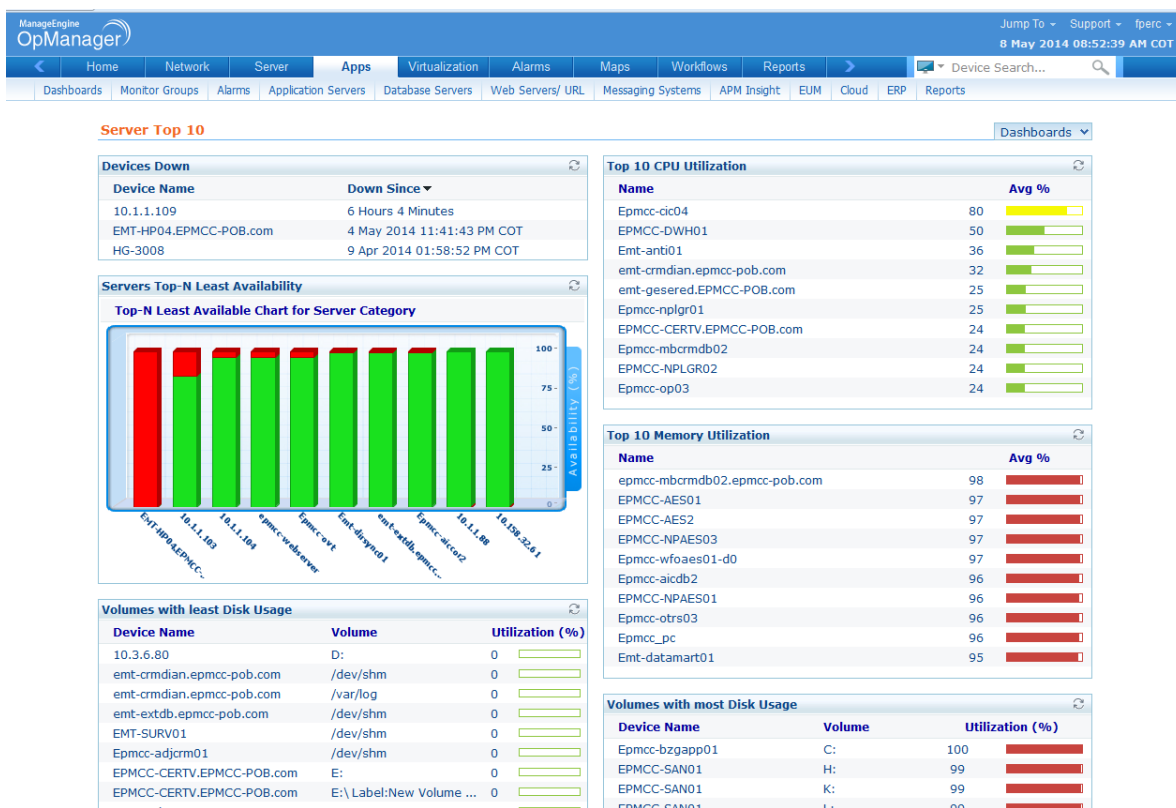 ManageEngine
OpManager
Jump To Support fperc
8 May 2014 08:52:39 AM COT
Home Network Server Apps Virtualization Alarms Maps Workflows Reports Device Search...
Dashboards Monitor Groups Alarms Application Servers Database Servers Web Servers/ URL Messaging Systems APM Insight EUM Cloud ERP Reports
Server Top 10
Dashboards
Devices Down
Device Name Down Since
10.1.1.109 6 Hours 4 Minutes
EMT-HP04.EPMCC-POB.com 4 May 2014 11:41:43 PM COT
HG-3008 9 Apr 2014 01:58:52 PM COT
Servers Top-N Least Availability
Top-N Least Available Chart for Server Category
100
75
50
25
0
Availability (%)
EMT-HP04.EPMCC-...
10.1.1.103
10.1.1.104
epmcc-webserver
Epmcc-ovt
Emt-dirsync01
emt-extdb.epmcc...
Epmcc-aiccor2
10.1.1.88
10.158.32.61
Volumes with least Disk Usage
Device Name Volume Utilization (%)
10.3.6.80 D: 0
emt-crmdian.epmcc-pob.com /dev/shm 0
emt-crmdian.epmcc-pob.com /var/log 0
emt-extdb.epmcc-pob.com /dev/shm 0
EMT-SURV01 /dev/shm 0
Epmcc-adjcrm01 /dev/shm 0
EPMCC-CERTV.EPMCC-POB.com E: 0
EPMCC-CERTV.EPMCC-POB.com E:\ Label:New Volume ... 0
Top 10 CPU Utilization
Name Avg %
Epmcc-cic04 80
EPMCC-DWH01 50
Emt-anti01 36
emt-crmdian.epmcc-pob.com 32
emt-gesered.EPMCC-POB.com 25
Epmcc-nplgr01 25
EPMCC-CERTV.EPMCC-POB.com 24
Epmcc-mbcrmdb02 24
EPMCC-NPLGR02 24
Epmcc-op03 24
Top 10 Memory Utilization
Name Avg %
epmcc-mbcrmdb02.epmcc-pob.com 98
EPMCC-AES01 97
EPMCC-AES2 97
EPMCC-NPAES03 97
Epmcc-wfoaes01-d0 97
Epmcc-aicdb2 96
EPMCC-NPAES01 96
Epmcc-otrs03 96
Epmcc_pc 96
Emt-datamart01 95
Volumes with most Disk Usage
Device Name Volume Utilization (%)
Epmcc-bzgapp01 C: 100
EPMCC-SAN01 H: 99
EPMCC-SAN01 K: 99
EPMCC-SAN01